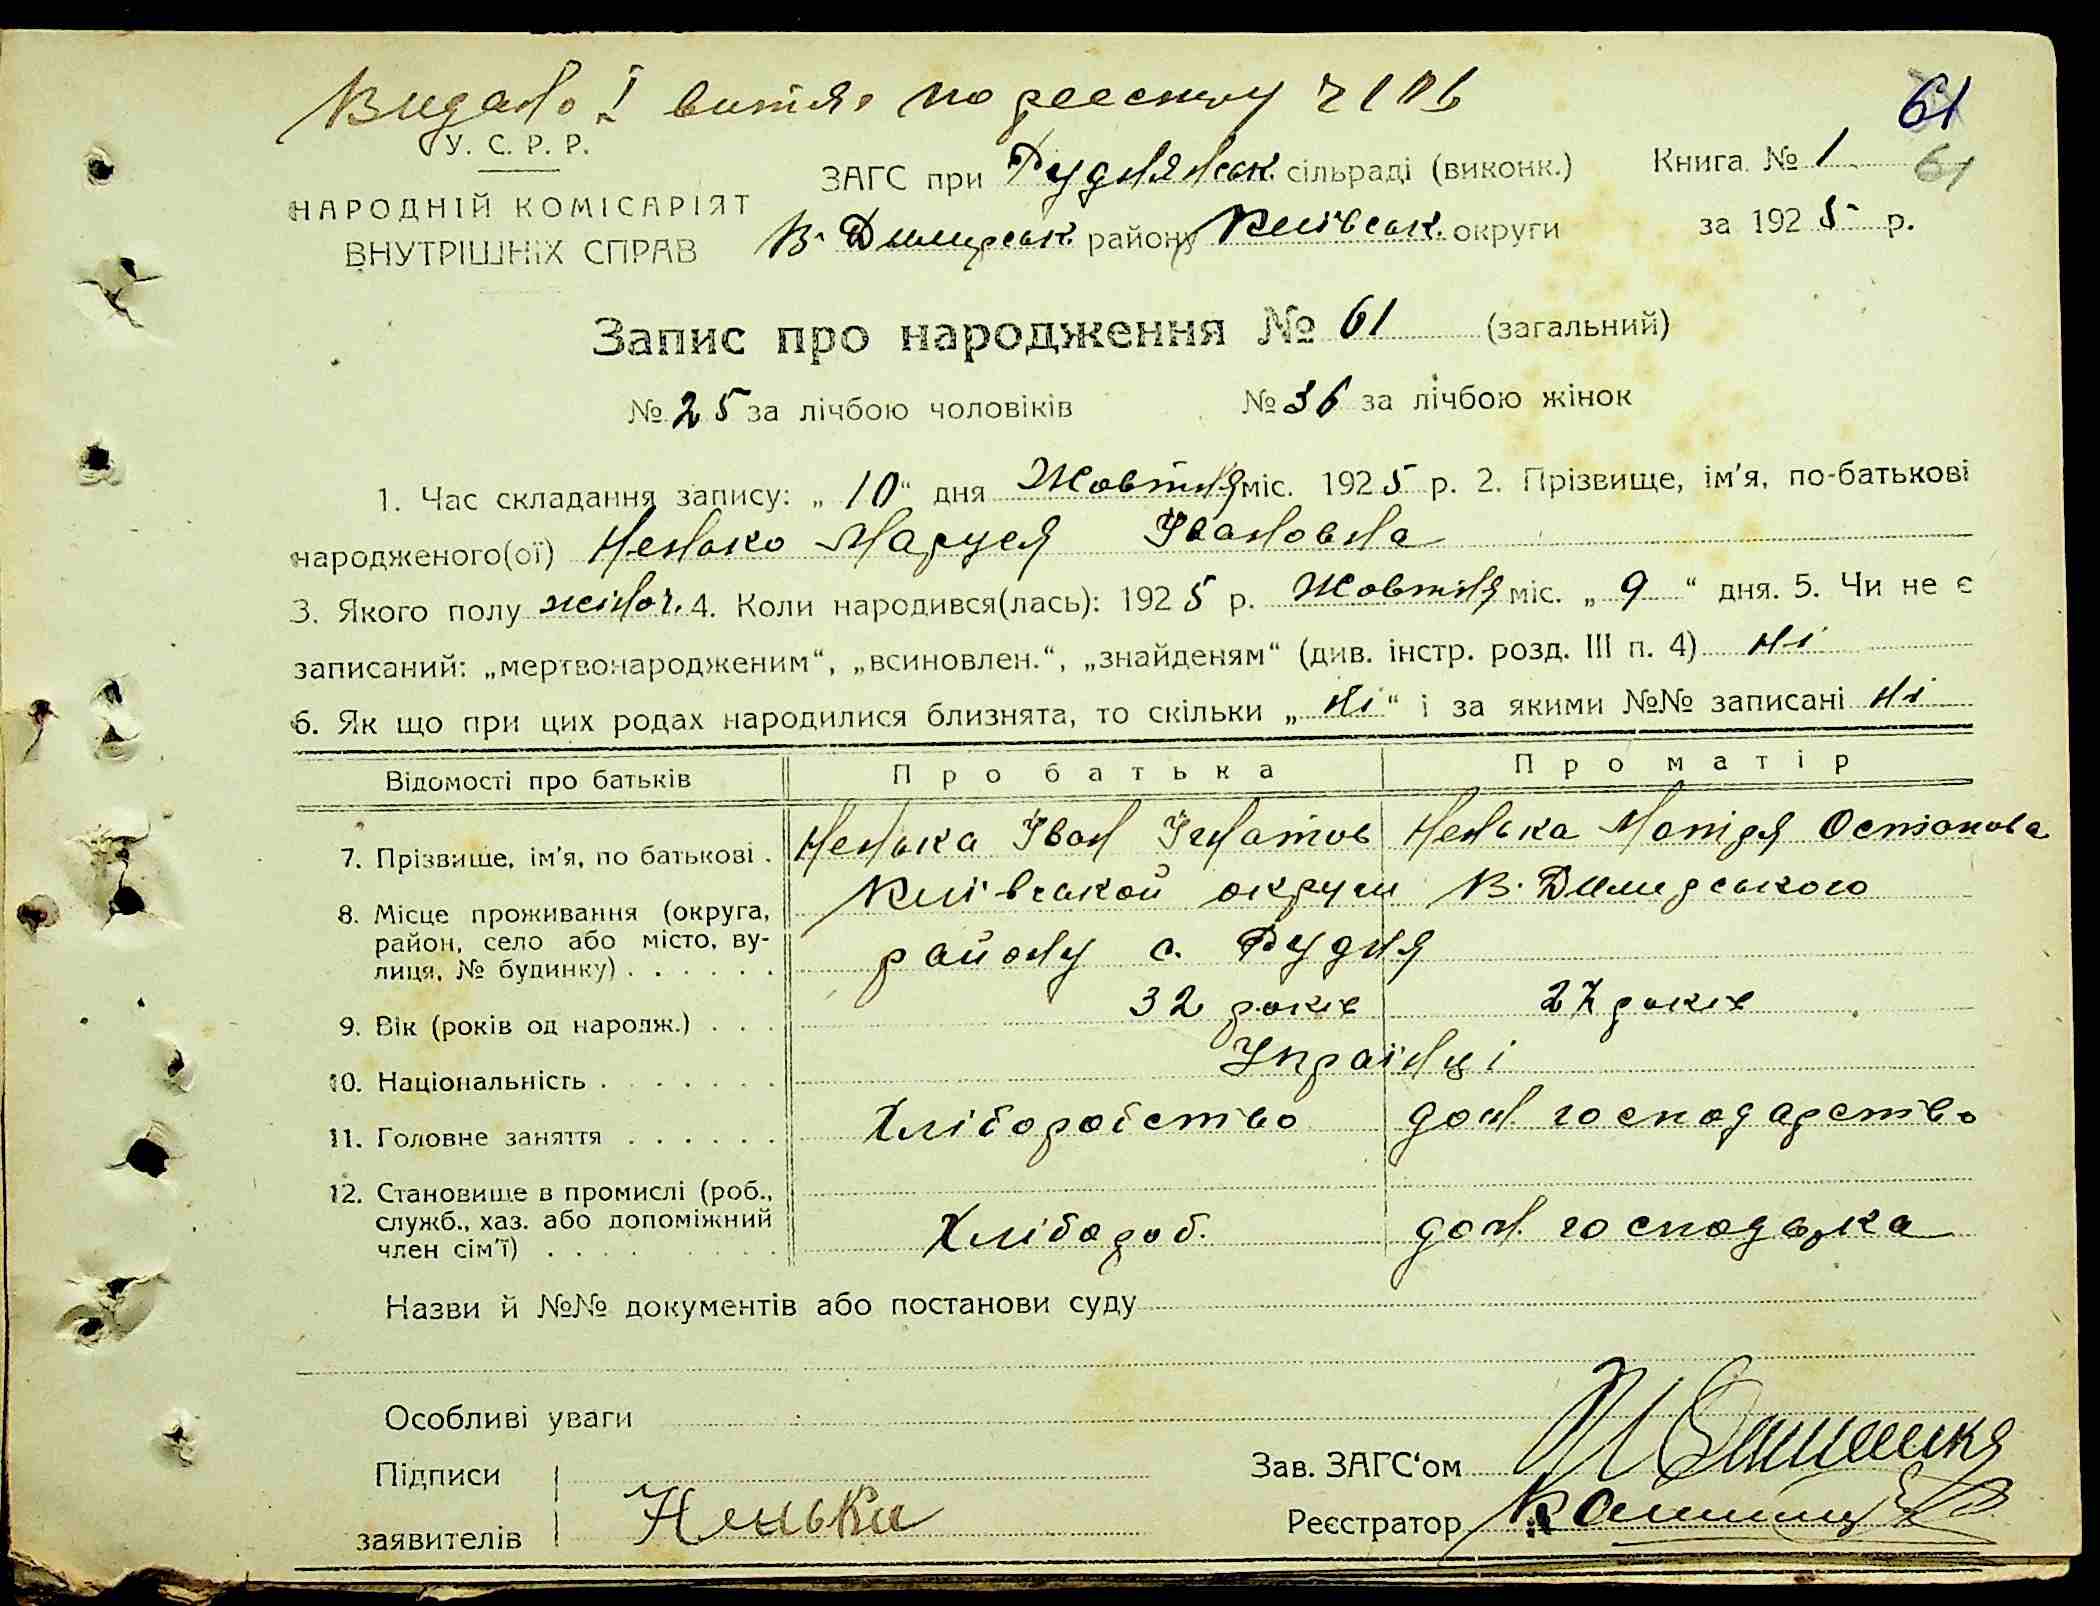 Видано І витяг по реєстру
61
У. С. Р. Р.
НАРОДНІЙ КОМІСАРІЯТ
ВНУТРІШНІХ СПРАВ
ЗАГС при Руднянськ. сільраді (виконк.)
В-Димирськ. району Київськ. округи
Книга № 1
61
за 1925 р.
Запис про народження № 61 (загальний)
№ 25 за лічбою чоловіків № 36 за лічбою жінок
1. Час складання запису: „10“ дня Жовтня міс. 1925 р. 2. Прізвище, ім’я, по-батькові
народженого(ої) Ненько Маруся Івановна
3. Якого полу жіноч. 4. Коли народився(лась): 1925 р. Жовтня міс. „9“ дня. 5. Чи не є
записаний: „мертвонародженим“, „всиновлен.“, „знайденям“ (див. інстр. розд. III п. 4) ні
6. Як що при цих родах народилися близнята, то скільки „ні“ і за якими №№ записані ні
Відомості про батьків Про батька Про матір
7. Прізвище, ім’я, по батькові . Ненька Іван Ігнатов Ненька Мотря Остапова
8. Місце проживання (округа, Київської округи В. Димирського
район, село або місто, ву- району с. Рудня
лиця, № будинку) . . . . . .
9. Вік (років од народж.) . . . 32 років 27 років
10. Національність . . . . . . . Українці
11. Головне заняття . . . . . . Хліборобство дом. господарство
12. Становище в промислі (роб.,
служб., хаз. або допоміжний Хлібороб. дом. господарка
член сім’ї) . . . . . . . . .
Назви й №№ документів або постанови суду
Особливі уваги
Підписи
заявителів Ненька
Зав. ЗАГС‘ом
Реєстратор